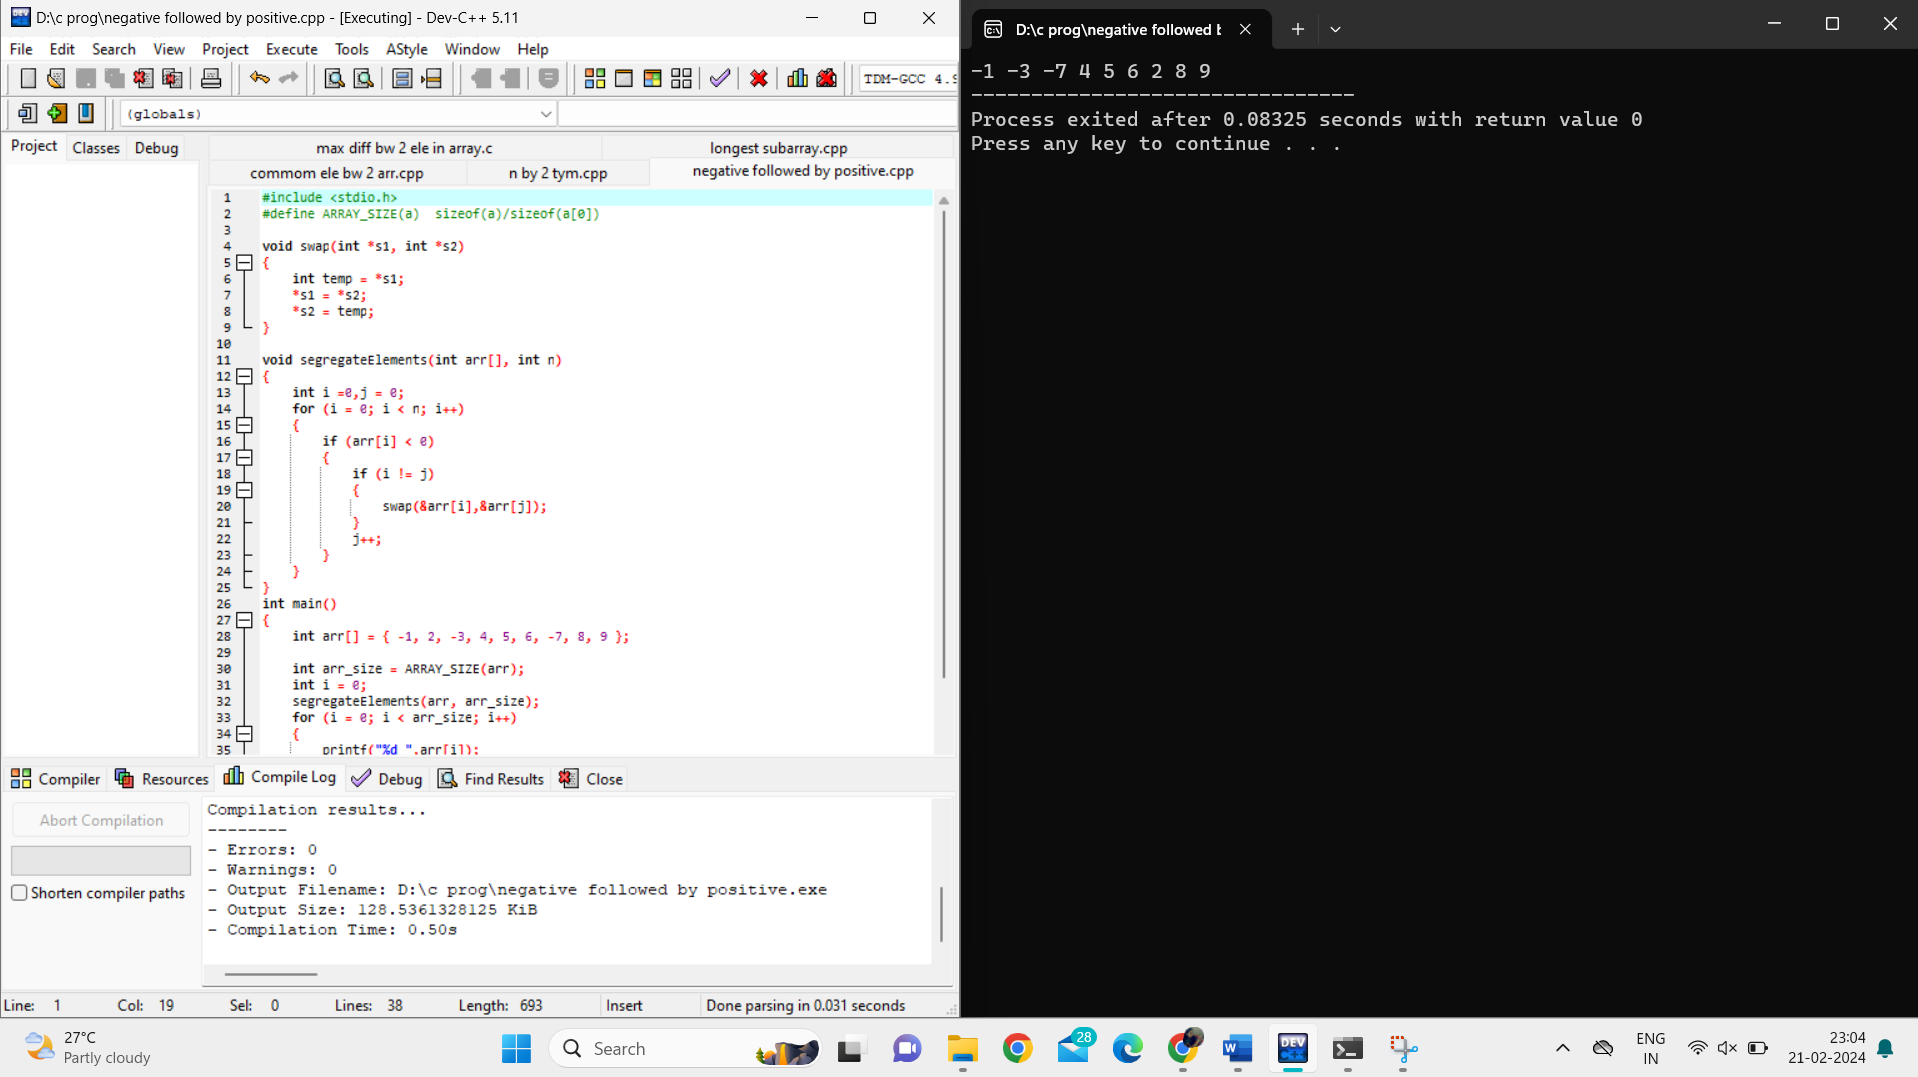 D:\c prog\negative followed by positive.cpp - [Executing] - Dev-C++ 5.11
File Edit Search View Project Execute Tools AStyle Window Help
TDM-GCC 4.9
(globals)
Project Classes Debug
max diff bw 2 ele in array.c longest subarray.cpp
commom ele bw 2 arr.cpp n by 2 tym.cpp negative followed by positive.cpp
1 #include <stdio.h>
2 #define ARRAY_SIZE(a)  sizeof(a)/sizeof(a[0])
3
4 void swap(int *s1, int *s2)
5 {
6     int temp = *s1;
7     *s1 = *s2;
8     *s2 = temp;
9 }
10
11 void segregateElements(int arr[], int n)
12 {
13     int i =0,j = 0;
14     for (i = 0; i < n; i++)
15     {
16         if (arr[i] < 0)
17         {
18             if (i != j)
19             {
20                 swap(&arr[i],&arr[j]);
21             }
22             j++;
23         }
24     }
25 }
26 int main()
27 {
28     int arr[] = { -1, 2, -3, 4, 5, 6, -7, 8, 9 };
29
30     int arr_size = ARRAY_SIZE(arr);
31     int i = 0;
32     segregateElements(arr, arr_size);
33     for (i = 0; i < arr_size; i++)
34     {
35         printf("%d ",arr[i]);
Compiler Resources Compile Log Debug Find Results Close
Abort Compilation
Shorten compiler paths
Compilation results...
--------
- Errors: 0
- Warnings: 0
- Output Filename: D:\c prog\negative followed by positive.exe
- Output Size: 128.5361328125 KiB
- Compilation Time: 0.50s
Line: 1 Col: 19 Sel: 0 Lines: 38 Length: 693 Insert Done parsing in 0.031 seconds
D:\c prog\negative followed b
-1 -3 -7 4 5 6 2 8 9
--------------------------------
Process exited after 0.08325 seconds with return value 0
Press any key to continue . . .
27°C
Partly cloudy
Search
28
DEV
C++
ENG
IN
23:04
21-02-2024